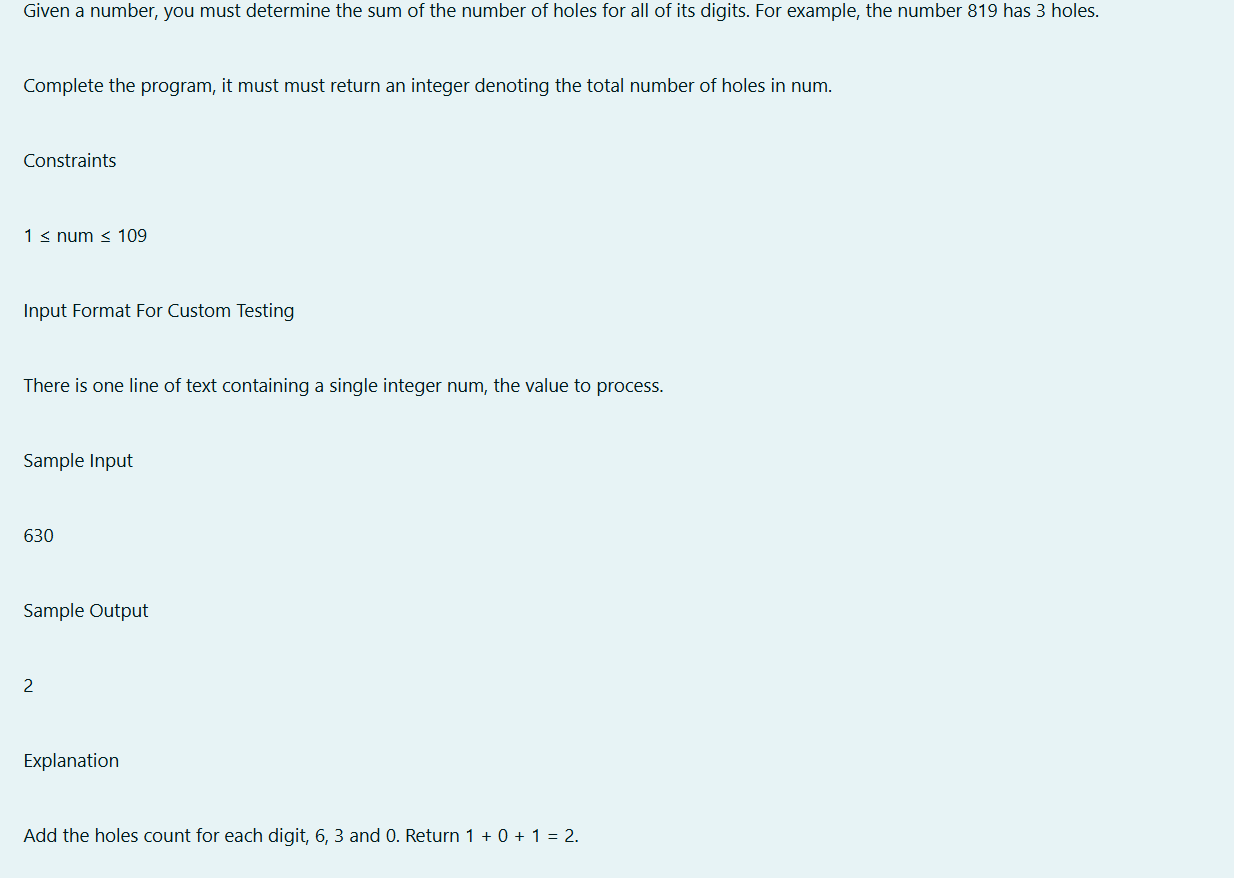 Given a number, you must determine the sum of the number of holes for all of its digits. For example, the number 819 has 3 holes.
Complete the program, it must must return an integer denoting the total number of holes in num.
Constraints
1 ≤ num ≤ 109
Input Format For Custom Testing
There is one line of text containing a single integer num, the value to process.
Sample Input
630
Sample Output
2
Explanation
Add the holes count for each digit, 6, 3 and 0. Return 1 + 0 + 1 = 2.